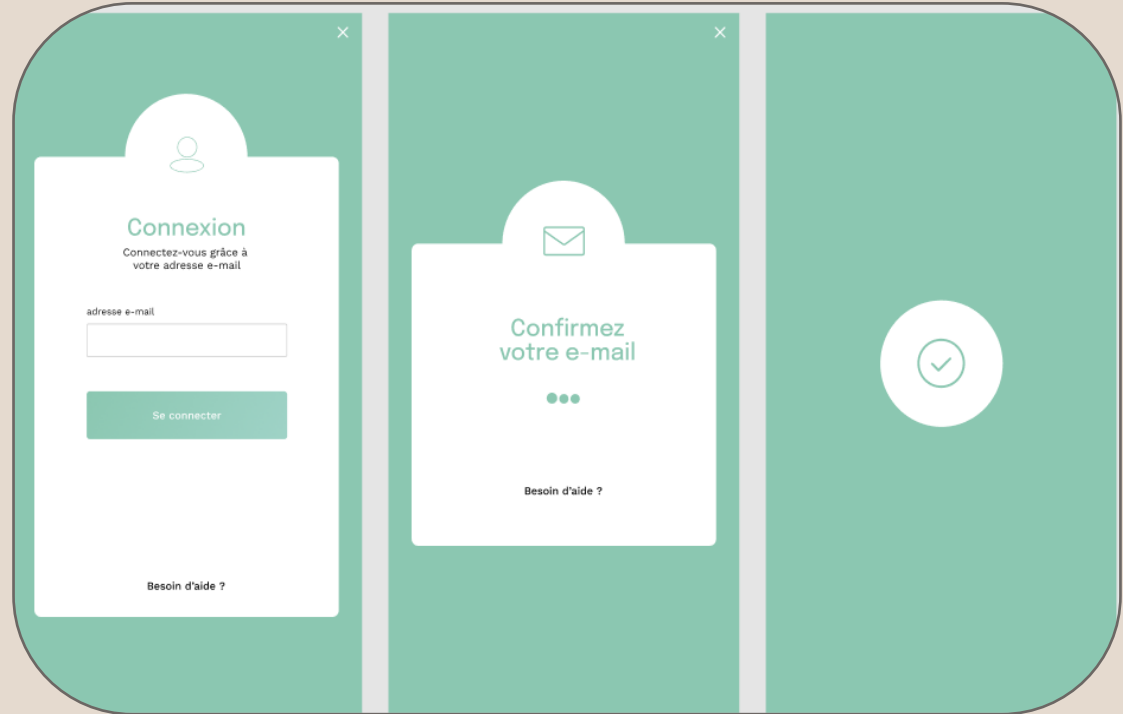 Connexion
Connectez-vous grâce à
votre adresse e-mail
adresse e-mail
Se connecter
Besoin d'aide ?
Confirmez
votre e-mail
Besoin d'aide ?